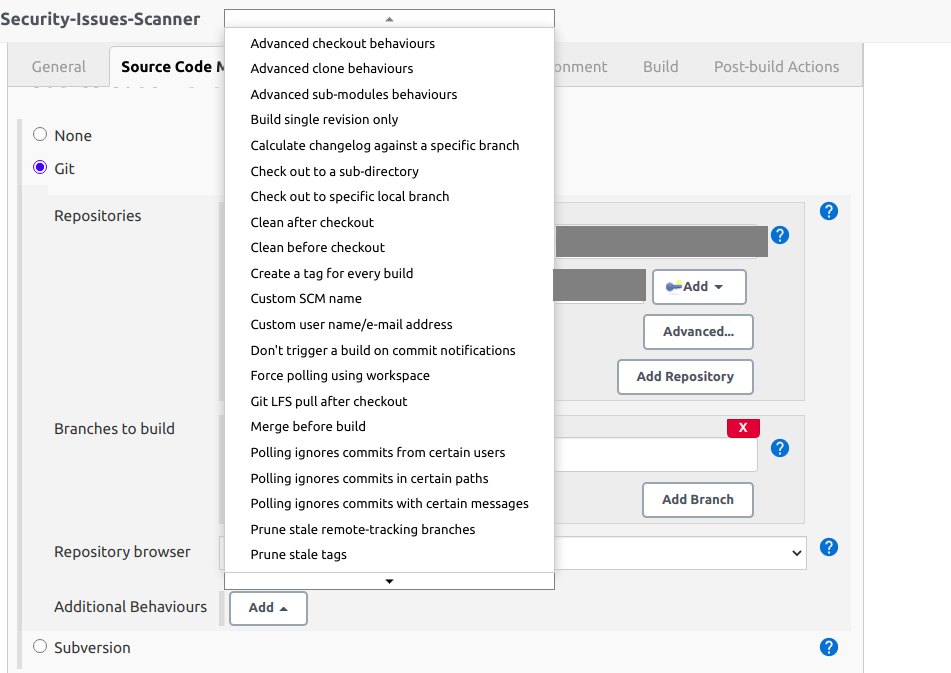 Security-Issues-Scanner
General
Source Code M
onment
Build
Post-build Actions
None
Git
Repositories
Add
Advanced...
Add Repository
Branches to build
X
Add Branch
Repository browser
Additional Behaviours
Add
Subversion
Advanced checkout behaviours
Advanced clone behaviours
Advanced sub-modules behaviours
Build single revision only
Calculate changelog against a specific branch
Check out to a sub-directory
Check out to specific local branch
Clean after checkout
Clean before checkout
Create a tag for every build
Custom SCM name
Custom user name/e-mail address
Don't trigger a build on commit notifications
Force polling using workspace
Git LFS pull after checkout
Merge before build
Polling ignores commits from certain users
Polling ignores commits in certain paths
Polling ignores commits with certain messages
Prune stale remote-tracking branches
Prune stale tags